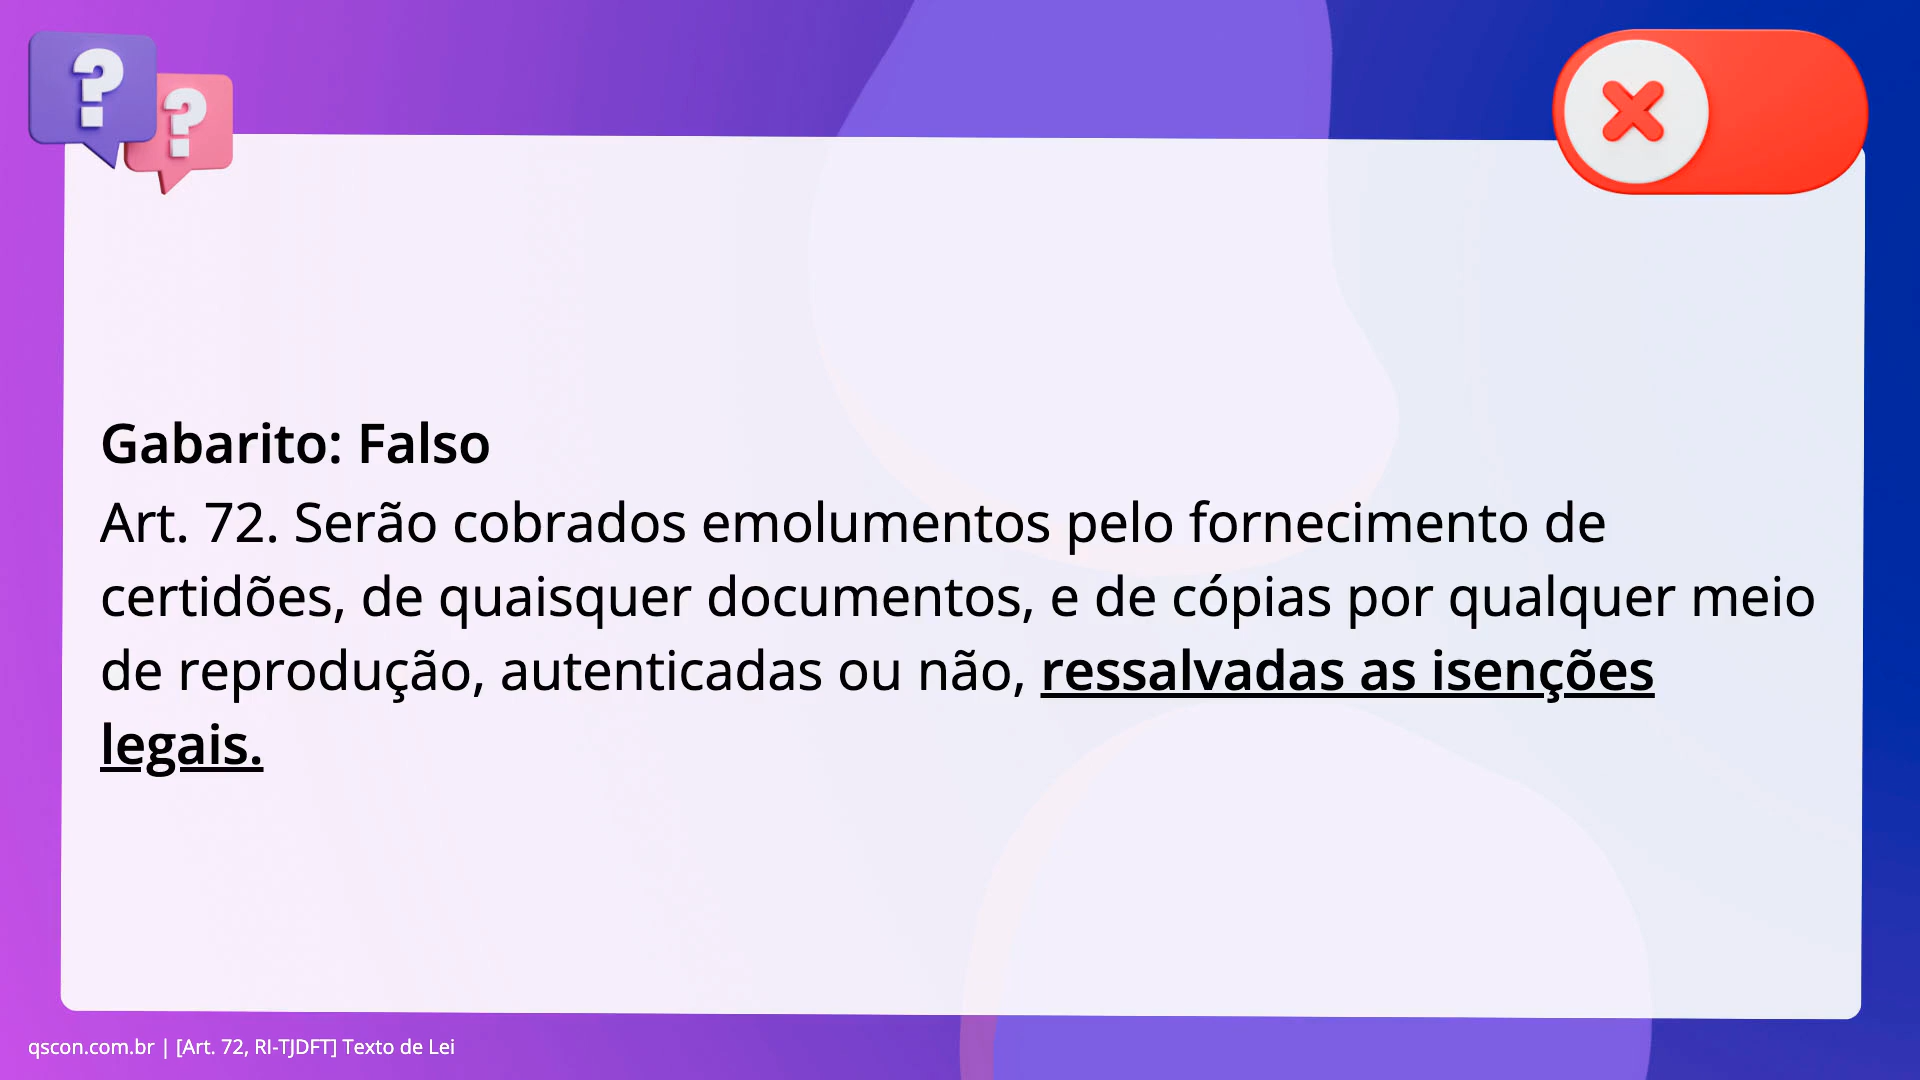 ?
?
Gabarito: Falso
Art. 72. Serão cobrados emolumentos pelo fornecimento de
certidões, de quaisquer documentos, e de cópias por qualquer meio
de reprodução, autenticadas ou não, ressalvadas as isenções
legais.
qscon.com.br | [Art. 72, RI-TJDFT] Texto de Lei